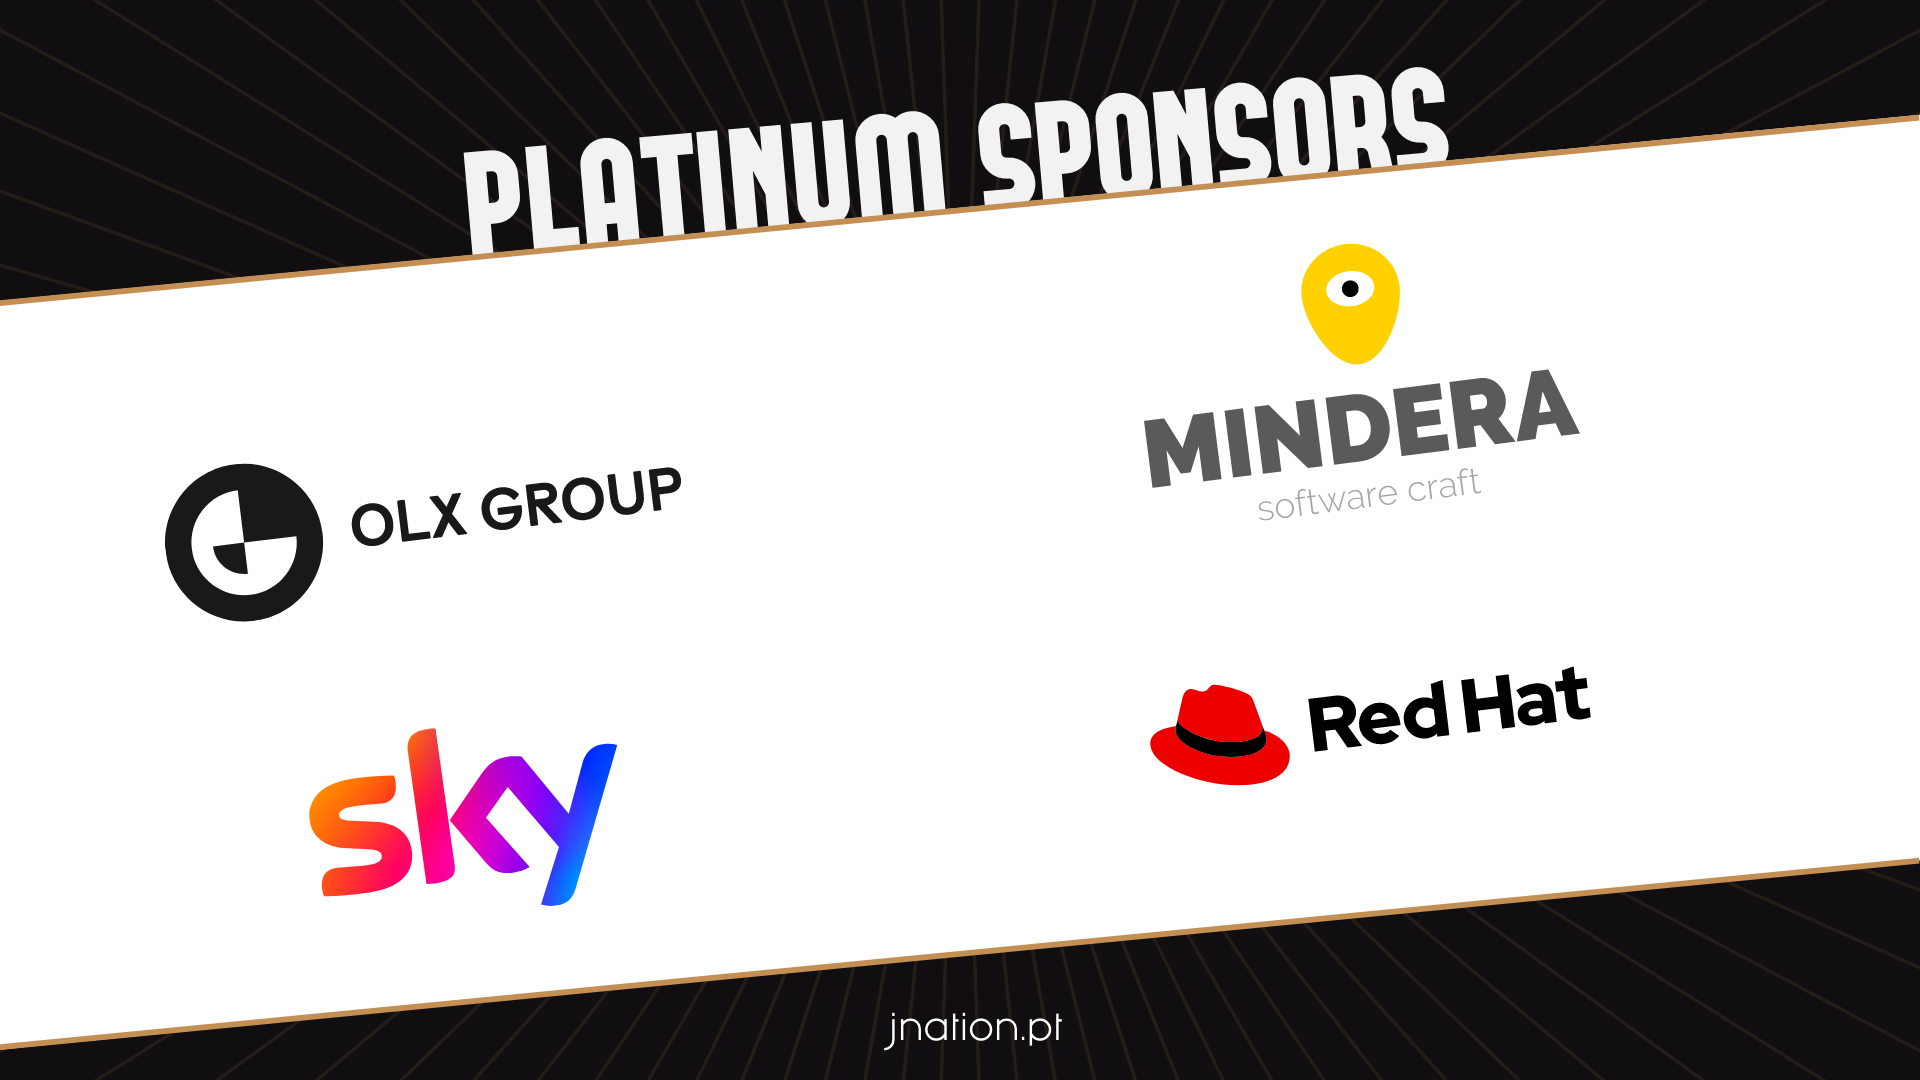 PLATINUM SPONSORS
OLX GROUP
MINDERA
software craft
sky
Red Hat
jnation.pt